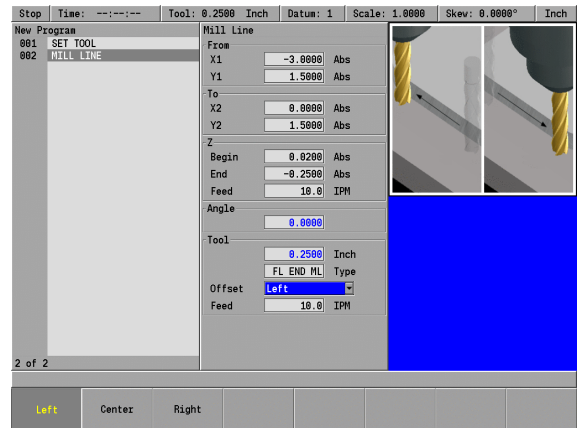 Stop Time: --:--:-- Tool: 0.2500 Inch Datum: 1 Scale: 1.0000 Skew: 0.0000° Inch
New Program
001 SET TOOL
002 MILL LINE
2 of 2
Mill Line
From
X1 -3.0000 Abs
Y1 1.5000 Abs
To
X2 0.0000 Abs
Y2 1.5000 Abs
Z
Begin 0.0200 Abs
End -0.2500 Abs
Feed 10.0 IPM
Angle
0.0000
Tool
0.2500 Inch
FL END ML Type
Offset Left
Feed 10.0 IPM
Left Center Right